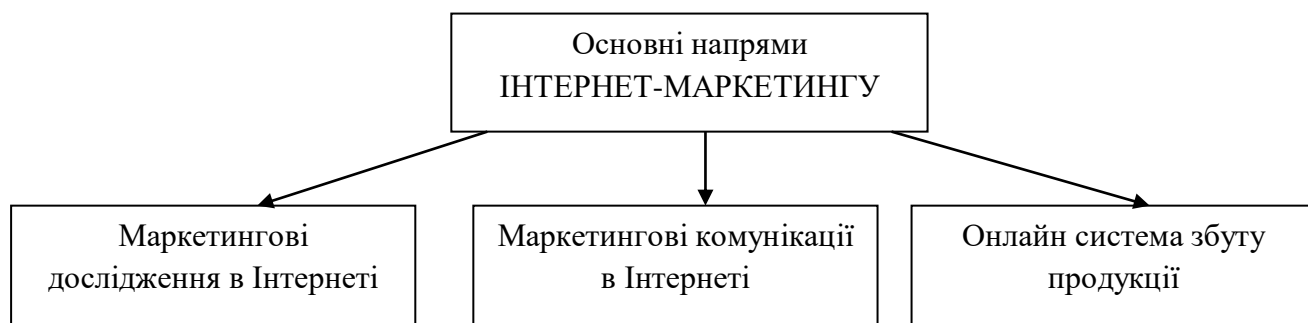 Основні напрями
ІНТЕРНЕТ-МАРКЕТИНГУ
Маркетингові
дослідження в Інтернеті
Маркетингові комунікації
в Інтернеті
Онлайн система збуту
продукції